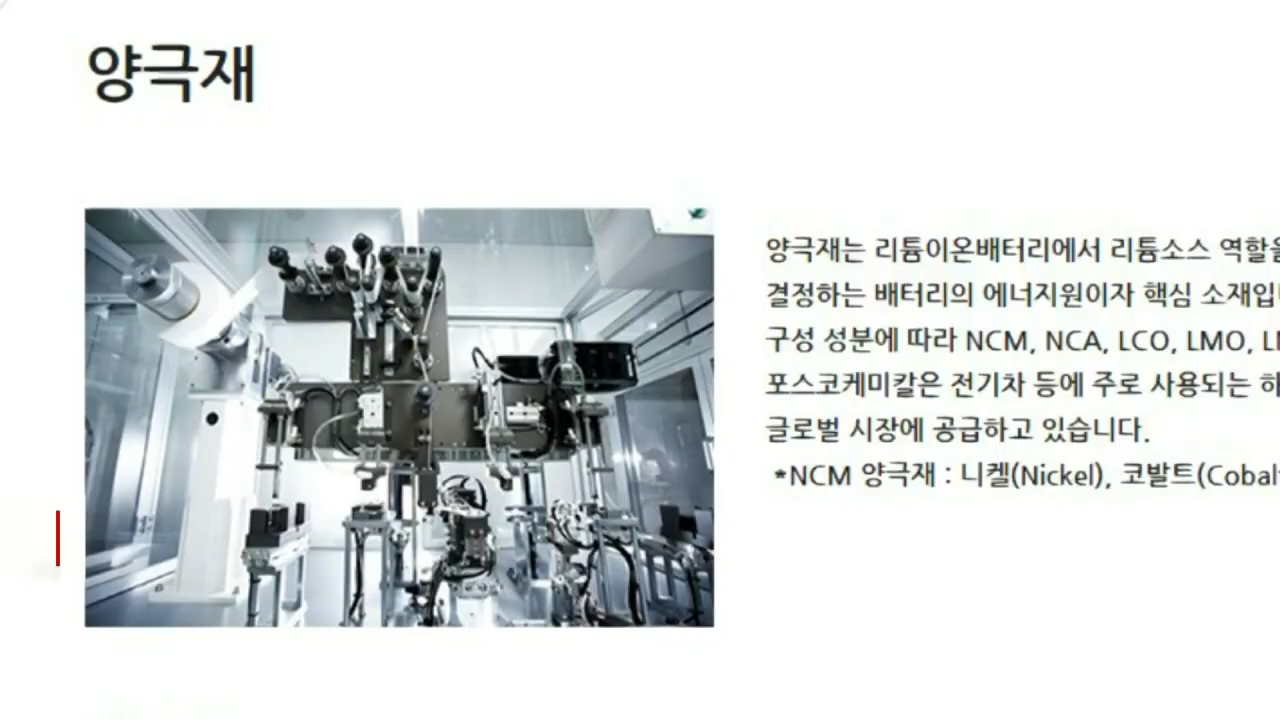 양극재
양극재는 리튬이온배터리에서 리튬소스 역할을
결정하는 배터리의 에너지원이자 핵심 소재입
구성 성분에 따라 NCM, NCA, LCO, LMO,
포스코케미칼은 전기차 등에 주로 사용되는
글로벌 시장에 공급하고 있습니다.
*NCM 양극재 : 니켈(Nickel), 코발트(Cobal